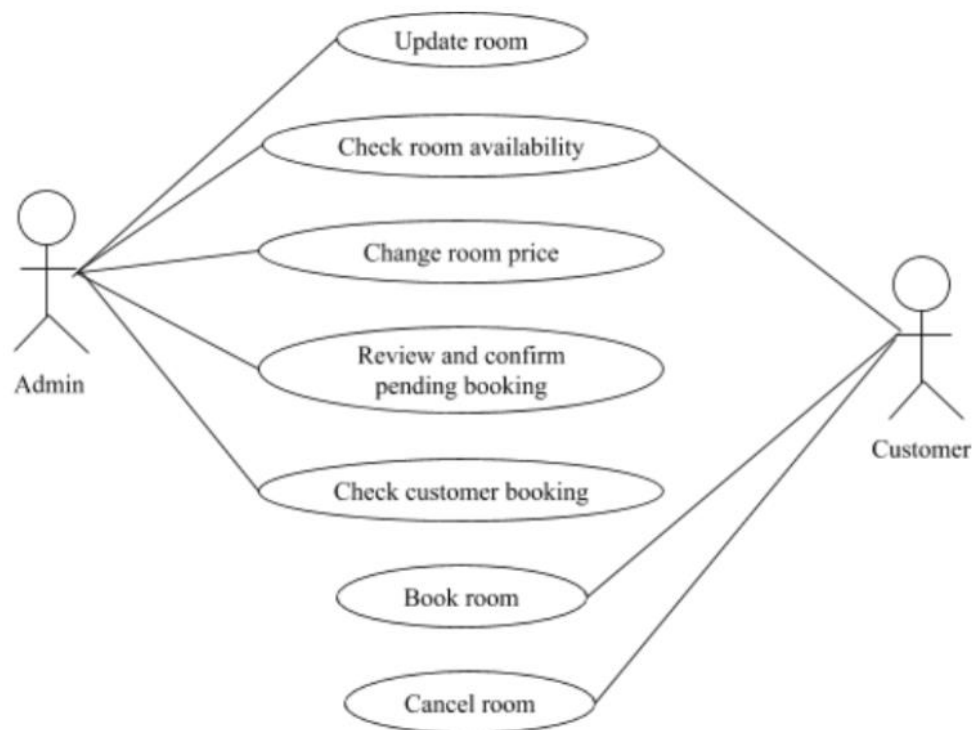 Update room
Check room availability
Change room price
Review and confirm
pending booking
Admin
Customer
Check customer booking
Book room
Cancel room